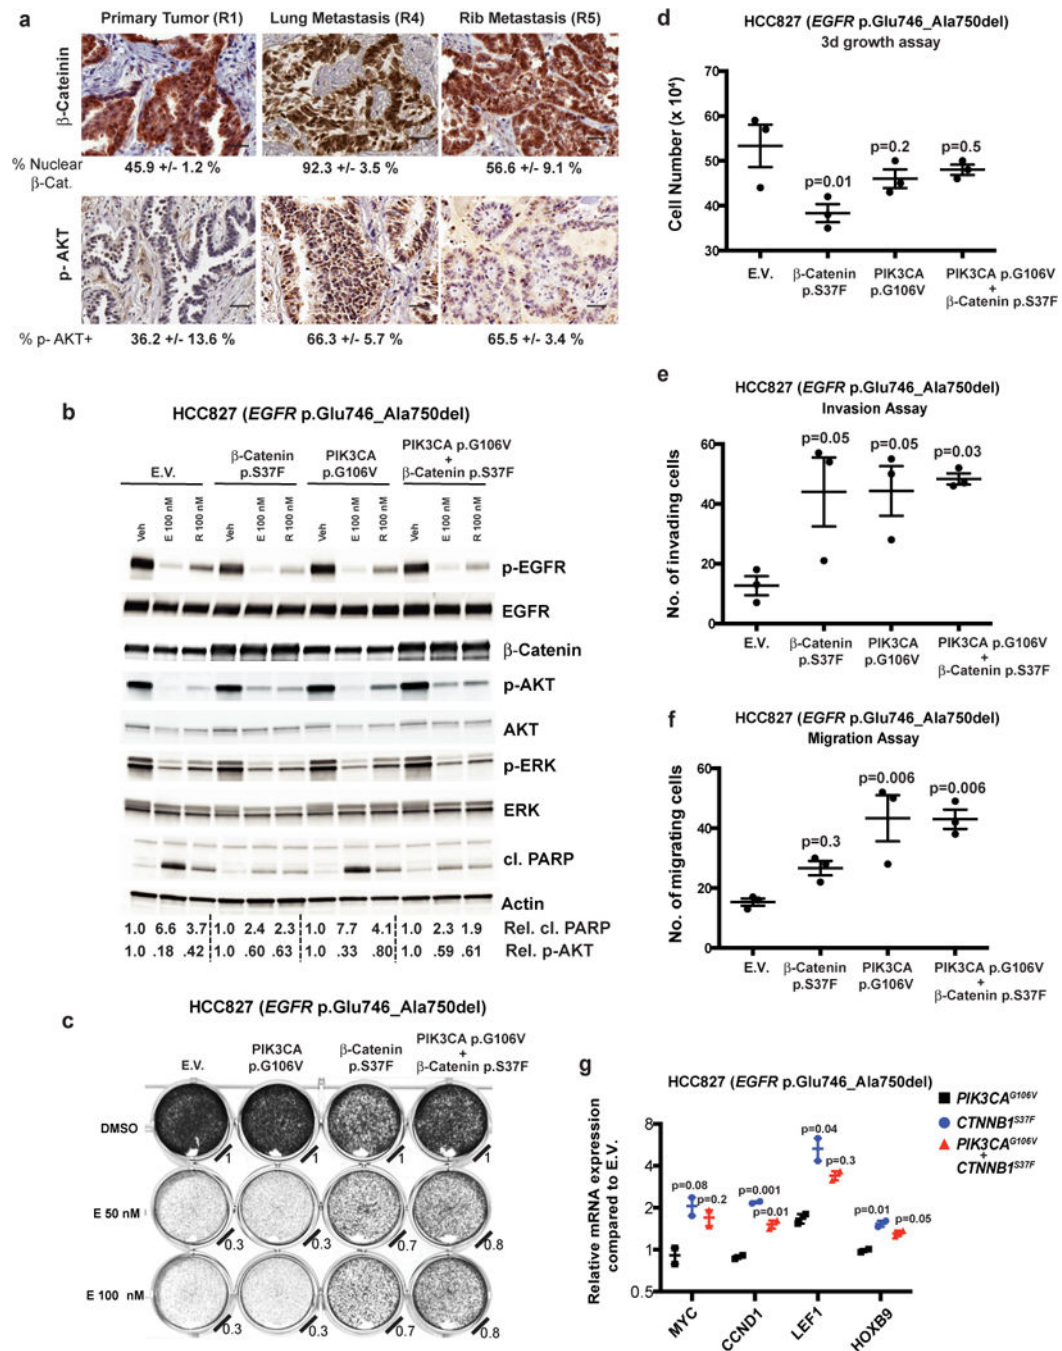 a
Primary Tumor (R1) Lung Metastasis (R4) Rib Metastasis (R5)
β-Cateinin
% Nuclear β-Cat.
45.9 +/- 1.2 % 92.3 +/- 3.5 % 56.6 +/- 9.1 %
p- AKT
% p- AKT+ 36.2 +/- 13.6 % 66.3 +/- 5.7 % 65.5 +/- 3.4 %
b
HCC827 (EGFR p.Glu746_Ala750del)
E.V. β-Catenin p.S37F PIK3CA p.G106V PIK3CA p.G106V + β-Catenin p.S37F
Veh E 100 nM R 100 nM Veh E 100 nM R 100 nM Veh E 100 nM R 100 nM Veh E 100 nM R 100 nM
p-EGFR
EGFR
β-Catenin
p-AKT
AKT
p-ERK
ERK
cl. PARP
Actin
1.0 6.6 3.7 1.0 2.4 2.3 1.0 7.7 4.1 1.0 2.3 1.9 Rel. cl. PARP
1.0 .18 .42 1.0 .60 .63 1.0 .33 .80 1.0 .59 .61 Rel. p-AKT
c
HCC827 (EGFR p.Glu746_Ala750del)
E.V. PIK3CA p.G106V β-Catenin p.S37F PIK3CA p.G106V + β-Catenin p.S37F
DMSO 1 1 1 1
E 50 nM 0.3 0.3 0.7 0.8
E 100 nM 0.3 0.3 0.7 0.8
d
HCC827 (EGFR p.Glu746_Ala750del)
3d growth assay
Cell Number (x 10⁴)
70
60
50
40
30
p=0.01 p=0.2 p=0.5
E.V. β-Catenin p.S37F PIK3CA p.G106V PIK3CA p.G106V + β-Catenin p.S37F
e
HCC827 (EGFR p.Glu746_Ala750del)
Invasion Assay
No. of invading cells
60
40
20
0
p=0.05 p=0.05 p=0.03
E.V. β-Catenin p.S37F PIK3CA p.G106V PIK3CA p.G106V + β-Catenin p.S37F
f
HCC827 (EGFR p.Glu746_Ala750del)
Migration Assay
No. of migrating cells
60
40
20
0
p=0.3 p=0.006 p=0.006
E.V. β-Catenin p.S37F PIK3CA p.G106V PIK3CA p.G106V + β-Catenin p.S37F
g
HCC827 (EGFR p.Glu746_Ala750del)
Relative mRNA expression compared to E.V.
8
4
2
1
0.5
p=0.08 p=0.2 p=0.001 p=0.01 p=0.04 p=0.3 p=0.01 p=0.05
MYC CCND1 LEF1 HOXB9
PIK3CA^G106V
CTNNB1^S37F
PIK3CA^G106V
+
CTNNB1^S37F